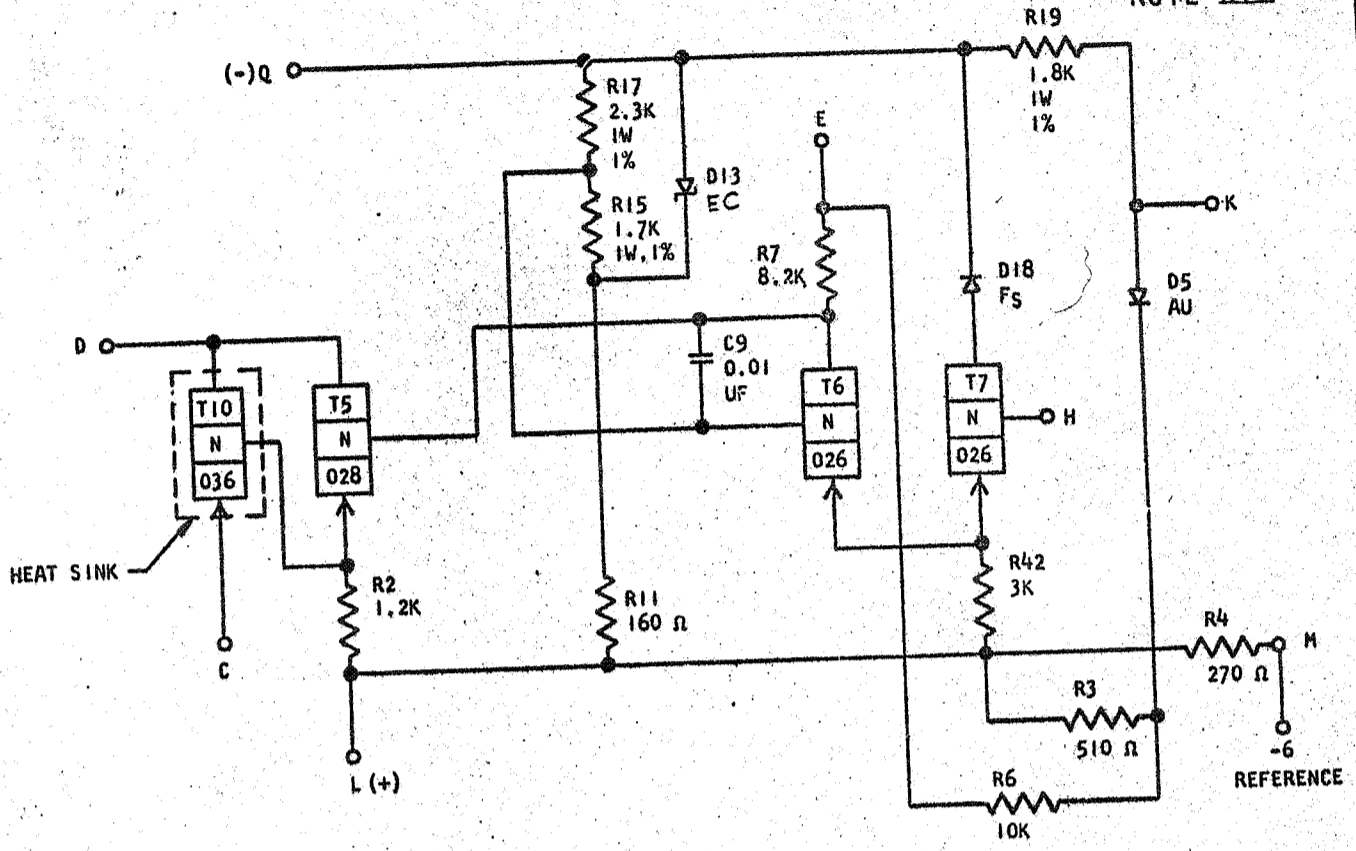 R19
(-)Q
1.8K
1W
1%
R17
2.3K
1W
1%
E
D13
EC
R15
1.7K
1W.1%
K
R7
8.2K
D18
FS
D5
AU
D
C9
0.01
UF
T10
N
036
T5
N
028
T6
N
026
T7
N
026
H
HEAT SINK
R2
1.2K
R11
160 Ω
R42
3K
R4
270 Ω
M
C
R3
510 Ω
-6
REFERENCE
L (+)
R6
10K